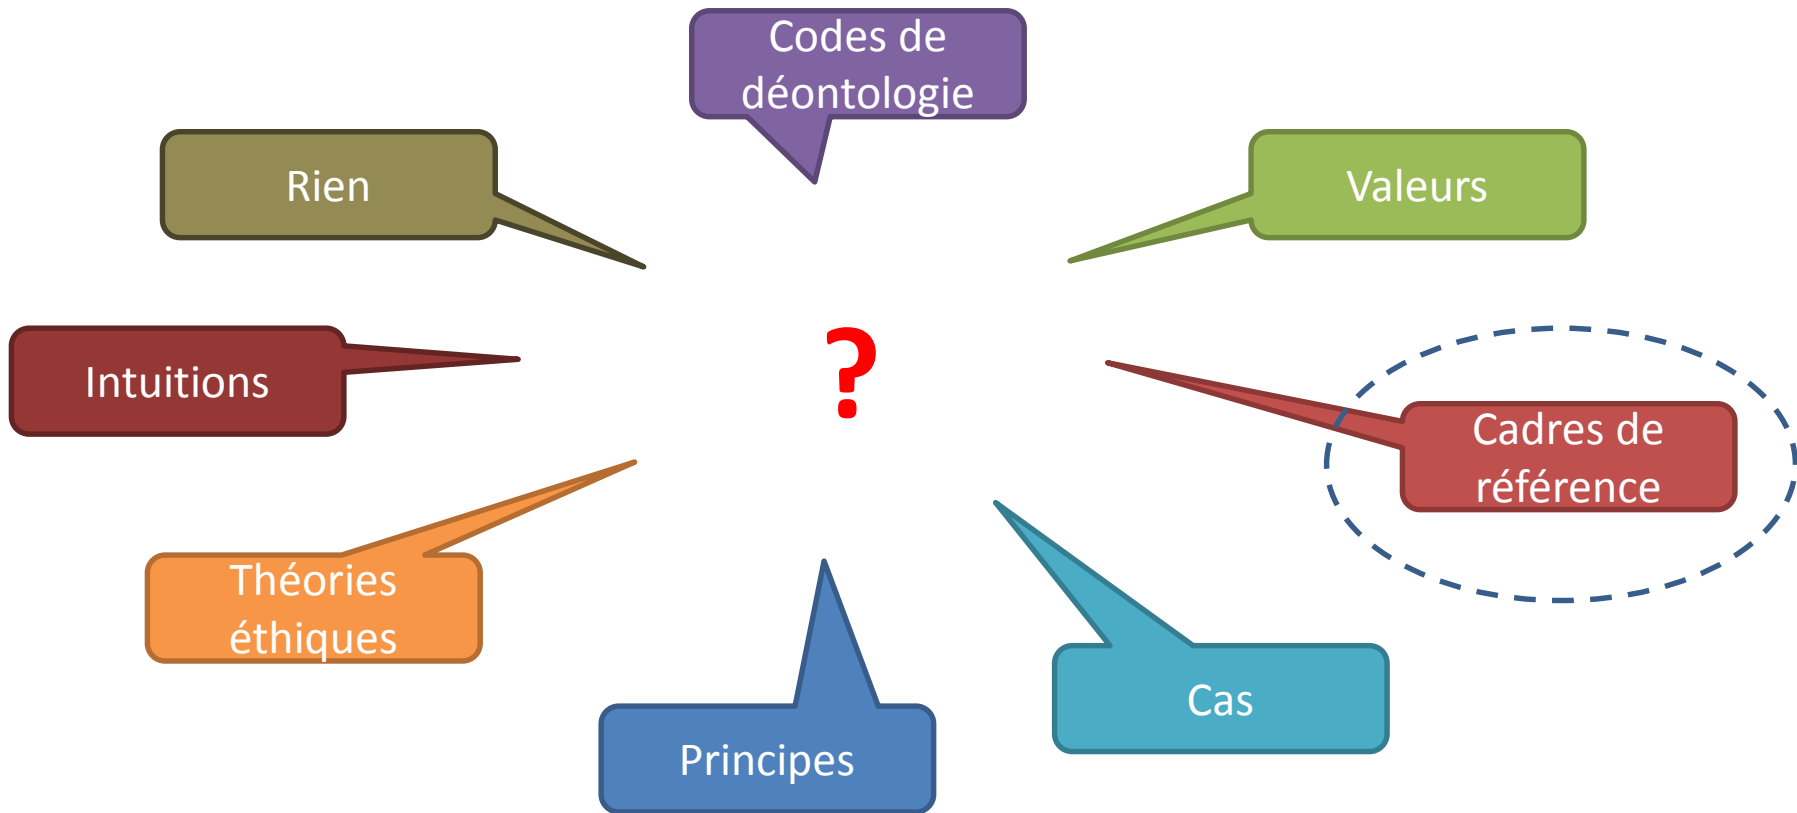 Codes de
déontologie
Rien
Valeurs
Intuitions
?
Cadres de
référence
Théories
éthiques
Cas
Principes